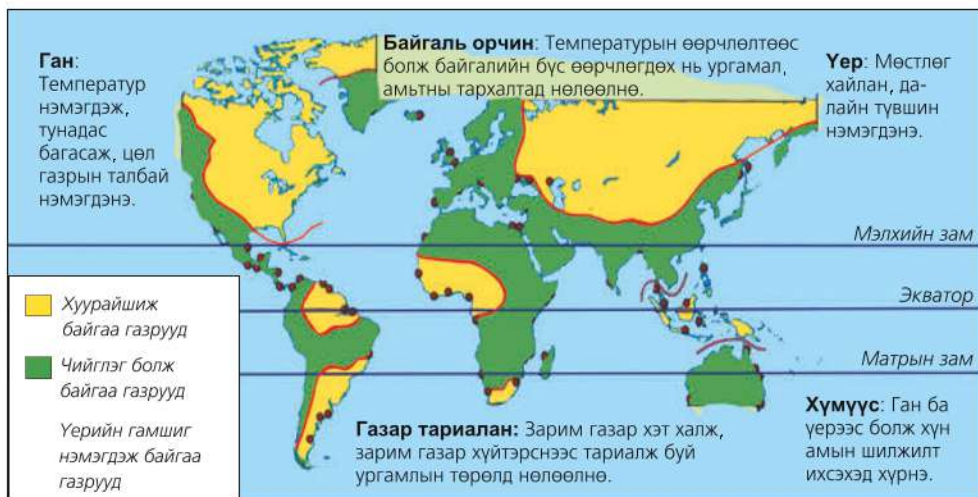 Ган:
Температур
нэмэгдэж,
тунадас
багасаж, цөл
газрын талбай
нэмэгдэнэ.
Байгаль орчин: Температурын өөрчлөлтөөс
болж байгалийн бүс өөрчлөгдөх нь ургамал,
амьтны тархалтад нөлөөлнө.
Үер: Мөстлөг
хайлан, да-
лайн түвшин
нэмэгдэнэ.
Мэлхийн зам
Экватор
Матрын зам
Хуурайшиж
байгаа газрууд
Чийглэг болж
байгаа газрууд
Үерийн гамшиг
нэмэгдэж байгаа
газрууд
Газар тариалан: Зарим газар хэт халж,
зарим газар хүйтэрснээс тариалж буй
ургамлын төрөлд нөлөөлнө.
Хүмүүс: Ган ба
үерээс болж хүн
амын шилжилт
ихсэхэд хүрнэ.